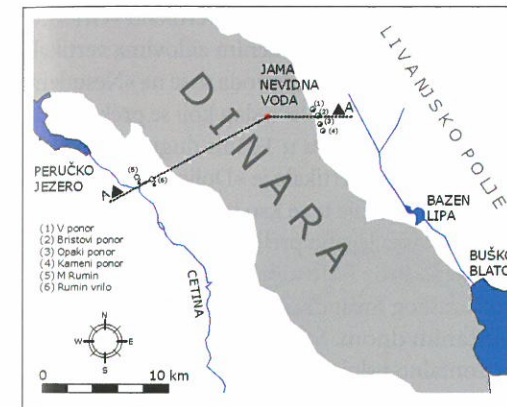 LIVANJSKO POLJE
JAMA
NEVIDNA
VODA
(1)
(2)
(3)
(4)
A
DINARA
PERUČKO
JEZERO
(5)
(6)
A
BAZEN
LIPA
BUŠKO
BLATO
CETINA
(1) V ponor
(2) Bristovi ponor
(3) Opaki ponor
(4) Kameni ponor
(5) M Rumin
(6) Rumin vrilo
N
W
E
S
0
10 km